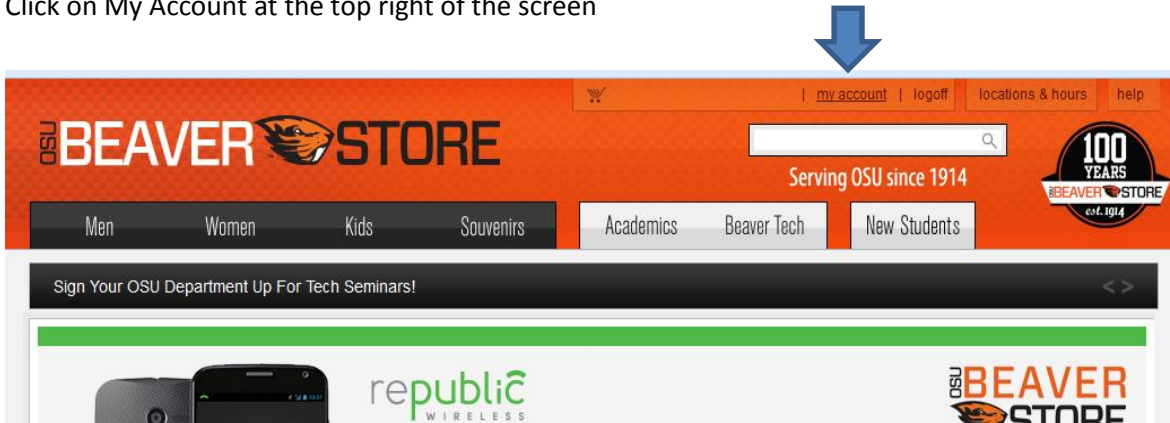 Click on My Account at the top right of the screen
| my account | logoff locations & hours help
OSU BEAVER STORE
Serving OSU since 1914
100
YEARS
OSU BEAVER STORE
est. 1914
Men Women Kids Souvenirs Academics Beaver Tech New Students
Sign Your OSU Department Up For Tech Seminars! < >
republic
WIRELESS
OSU BEAVER
STORE